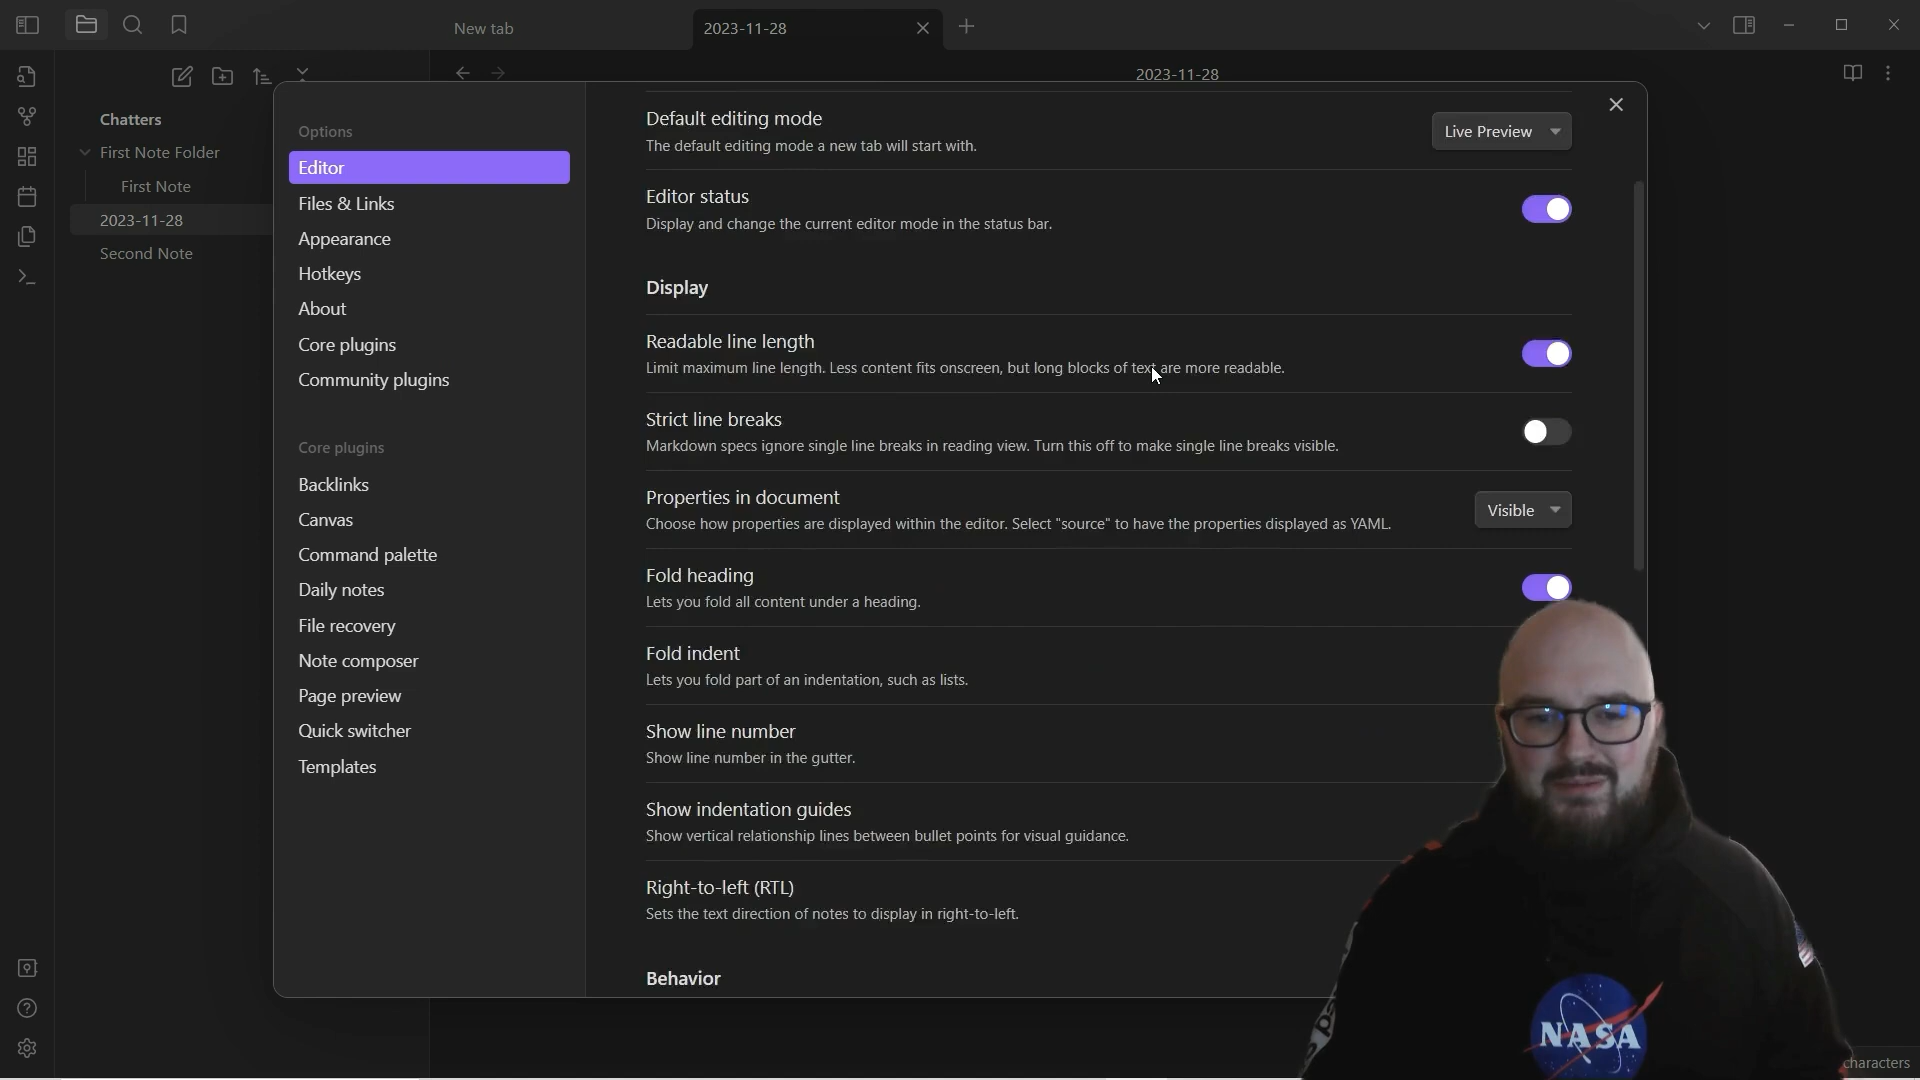 New tab
2023-11-28
2023-11-28
Chatters
First Note Folder
First Note
2023-11-28
Second Note
Options
Editor
Files & Links
Appearance
Hotkeys
About
Core plugins
Community plugins
Core plugins
Backlinks
Canvas
Command palette
Daily notes
File recovery
Note composer
Page preview
Quick switcher
Templates
Default editing mode
The default editing mode a new tab will start with.
Live Preview
Editor status
Display and change the current editor mode in the status bar.
Display
Readable line length
Limit maximum line length. Less content fits onscreen, but long blocks of text are more readable.
Strict line breaks
Markdown specs ignore single line breaks in reading view. Turn this off to make single line breaks visible.
Properties in document
Choose how properties are displayed within the editor. Select "source" to have the properties displayed as YAML.
Visible
Fold heading
Lets you fold all content under a heading.
Fold indent
Lets you fold part of an indentation, such as lists.
Show line number
Show line number in the gutter.
Show indentation guides
Show vertical relationship lines between bullet points for visual guidance.
Right-to-left (RTL)
Sets the text direction of notes to display in right-to-left.
Behavior
NASA
characters